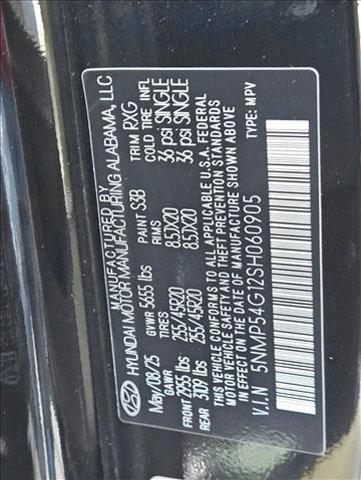 MANUFACTURED BY
HYUNDAI MOTOR MANUFACTURING ALABAMA, LLC
May/08/25 GVWR 5655 lbs PAINT S3B TRIM RXG
GAWR TIRES RIMS COLD TIRE INFL
FRONT 2955 lbs 255/45R20 8.5JX20 36 psi SINGLE
REAR 3109 lbs 255/45R20 8.5JX20 36 psi SINGLE
THIS VEHICLE CONFORMS TO ALL APPLICABLE U.S.A. FEDERAL
MOTOR VEHICLE SAFETY AND THEFT PREVENTION STANDARDS
IN EFFECT ON THE DATE OF MANUFACTURE SHOWN ABOVE.
V.I.N 5NMP54G12SH060905 TYPE: MPV